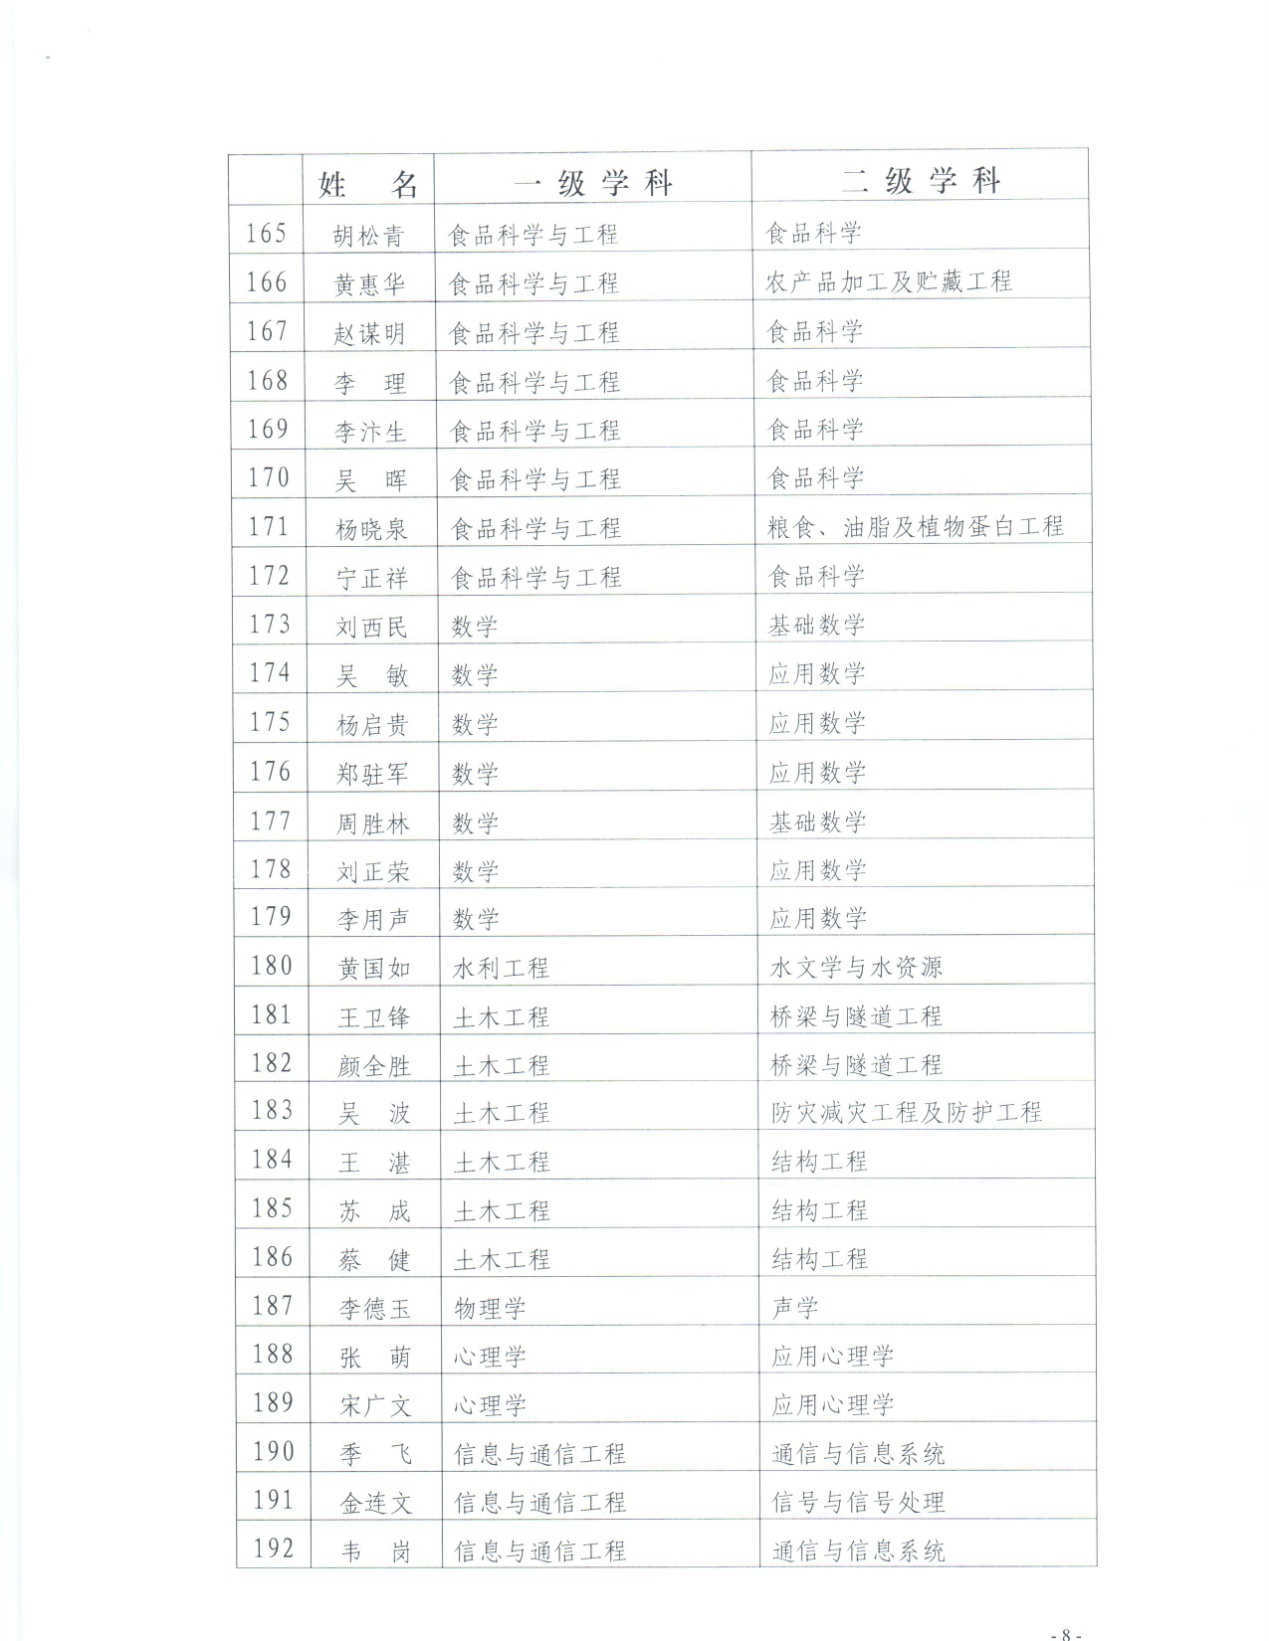 姓 名 一级学科 二级学科
165 胡松青 食品科学与工程 食品科学
166 黄惠华 食品科学与工程 农产品加工及贮藏工程
167 赵谋明 食品科学与工程 食品科学
168 李 理 食品科学与工程 食品科学
169 李汴生 食品科学与工程 食品科学
170 吴 晖 食品科学与工程 食品科学
171 杨晓泉 食品科学与工程 粮食、油脂及植物蛋白工程
172 宁正祥 食品科学与工程 食品科学
173 刘西民 数学 基础数学
174 吴 敏 数学 应用数学
175 杨启贵 数学 应用数学
176 郑驻军 数学 应用数学
177 周胜林 数学 基础数学
178 刘正荣 数学 应用数学
179 李用声 数学 应用数学
180 黄国如 水利工程 水文学与水资源
181 王卫锋 土木工程 桥梁与隧道工程
182 颜全胜 土木工程 桥梁与隧道工程
183 吴 波 土木工程 防灾减灾工程及防护工程
184 王 湛 土木工程 结构工程
185 苏 成 土木工程 结构工程
186 蔡 健 土木工程 结构工程
187 李德玉 物理学 声学
188 张 萌 心理学 应用心理学
189 宋广文 心理学 应用心理学
190 季 飞 信息与通信工程 通信与信息系统
191 金连文 信息与通信工程 信号与信号处理
192 韦 岗 信息与通信工程 通信与信息系统
- 8 -